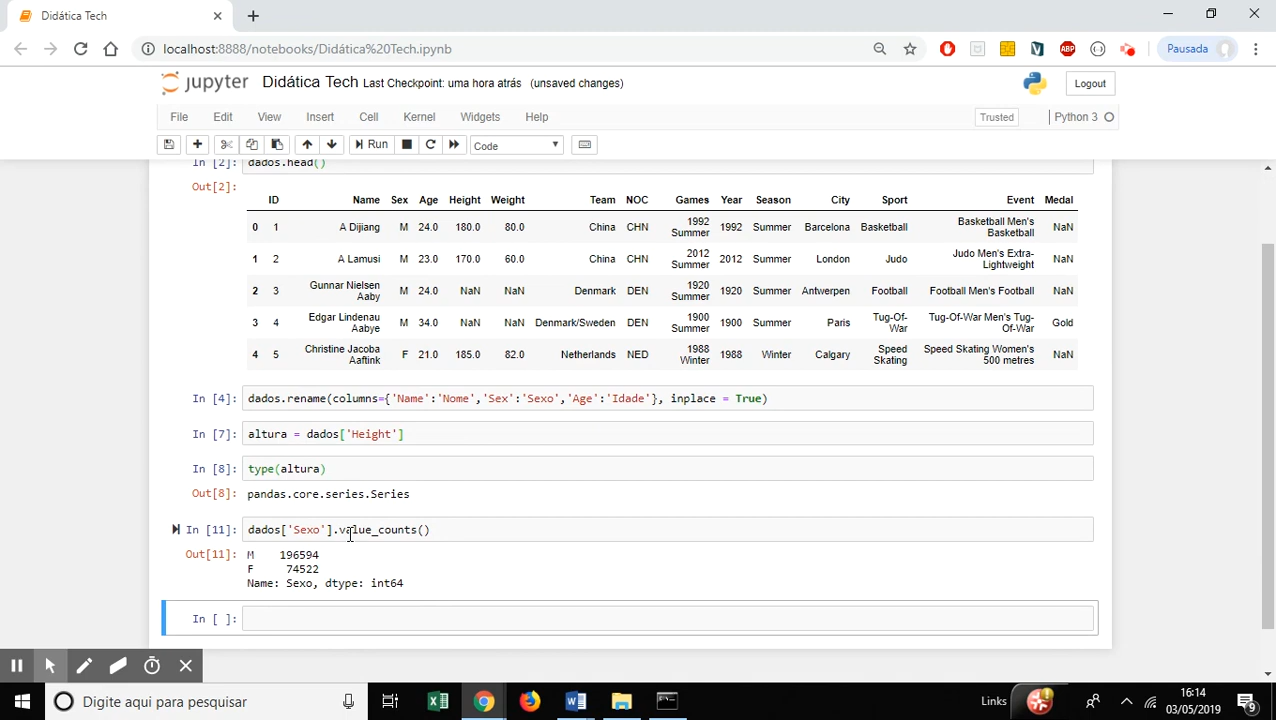 Didática Tech
localhost:8888/notebooks/Didática%20Tech.ipynb
ABP
Pausada
jupyter Didática Tech Last Checkpoint: uma hora atrás (unsaved changes)
Logout
File Edit View Insert Cell Kernel Widgets Help
Trusted
Python 3
Run
Code
In [2]: dados.head()
Out[2]:
ID Name Sex Age Height Weight Team NOC Games Year Season City Sport Event Medal
0 1 A Dijiang M 24.0 180.0 80.0 China CHN 1992 Summer 1992 Summer Barcelona Basketball Basketball Men's Basketball NaN
1 2 A Lamusi M 23.0 170.0 60.0 China CHN 2012 Summer 2012 Summer London Judo Judo Men's Extra-Lightweight NaN
2 3 Gunnar Nielsen Aaby M 24.0 NaN NaN Denmark DEN 1920 Summer 1920 Summer Antwerpen Football Football Men's Football NaN
3 4 Edgar Lindenau Aabye M 34.0 NaN NaN Denmark/Sweden DEN 1900 Summer 1900 Summer Paris Tug-Of-War Tug-Of-War Men's Tug-Of-War Gold
4 5 Christine Jacoba Aaftink F 21.0 185.0 82.0 Netherlands NED 1988 Winter 1988 Winter Calgary Speed Skating Speed Skating Women's 500 metres NaN
In [4]: dados.rename(columns={'Name':'Nome','Sex':'Sexo','Age':'Idade'}, inplace = True)
In [7]: altura = dados['Height']
In [8]: type(altura)
Out[8]: pandas.core.series.Series
In [11]: dados['Sexo'].value_counts()
Out[11]: M 196594
F 74522
Name: Sexo, dtype: int64
In [ ]:
Digite aqui para pesquisar
Links
16:14
03/05/2019
9